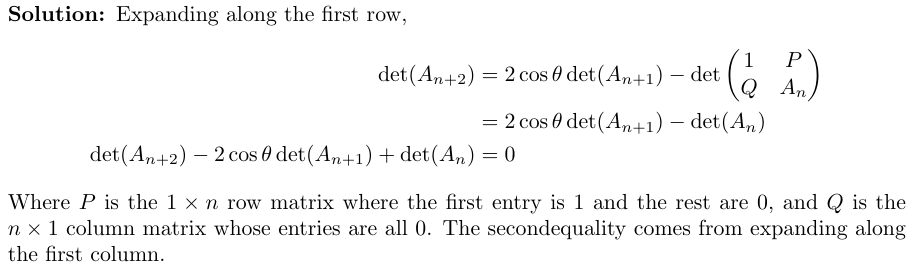 Solution: Expanding along the first row,
det(A_{n+2}) = 2 cos θ det(A_{n+1}) − det \begin{pmatrix} 1 & P \\ Q & A_n \end{pmatrix}
= 2 cos θ det(A_{n+1}) − det(A_n)
det(A_{n+2}) − 2 cos θ det(A_{n+1}) + det(A_n) = 0
Where P is the 1 × n row matrix where the first entry is 1 and the rest are 0, and Q is the
n × 1 column matrix whose entries are all 0. The secondequality comes from expanding along
the first column.